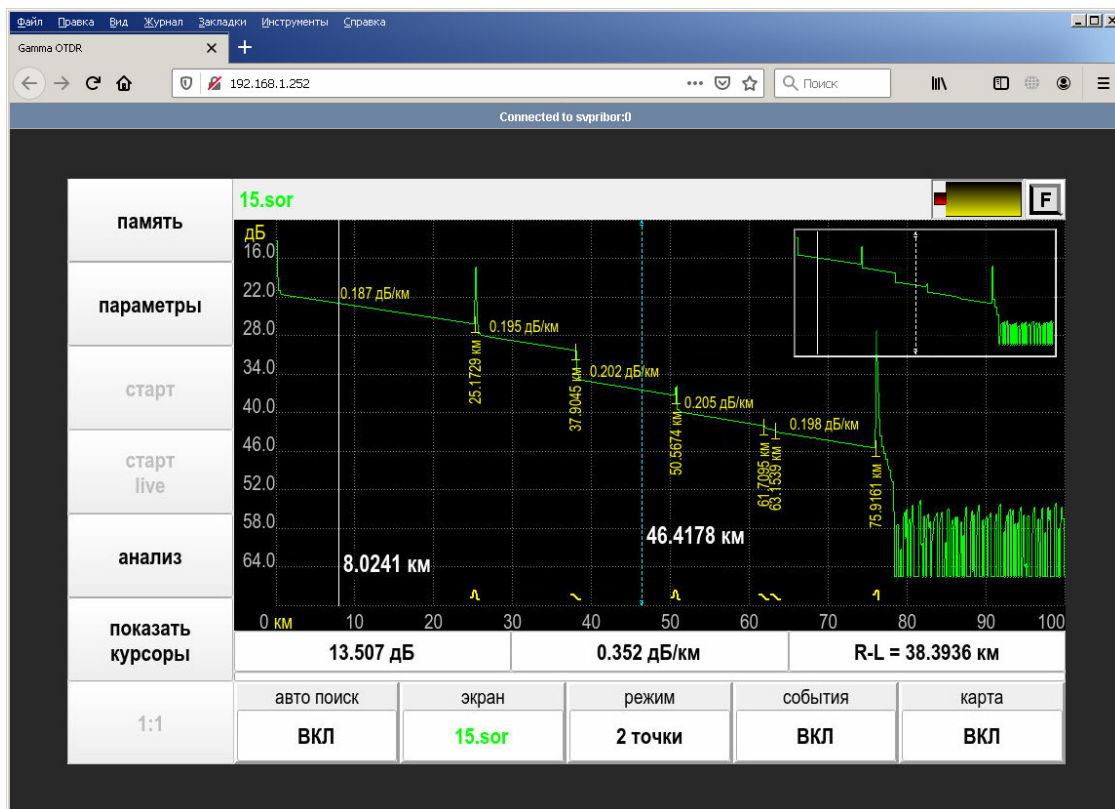 Файл Правка Вид Журнал Закладки Инструменты Справка
Gamma OTDR
192.168.1.252
Поиск
Connected to svpribor:0
память
параметры
старт
старт
live
анализ
показать
курсоры
1:1
15.sor
F
дБ
16.0
22.0
28.0
34.0
40.0
46.0
52.0
58.0
64.0
0.187 дБ/км
0.195 дБ/км
0.202 дБ/км
0.205 дБ/км
0.198 дБ/км
25.1729 км
37.9045 км
50.5674 км
61.7095 км
63.1539 км
75.9161 км
8.0241 км
46.4178 км
0 км 10 20 30 40 50 60 70 80 90 100
13.507 дБ
0.352 дБ/км
R-L = 38.3936 км
авто поиск
ВКЛ
экран
15.sor
режим
2 точки
события
ВКЛ
карта
ВКЛ